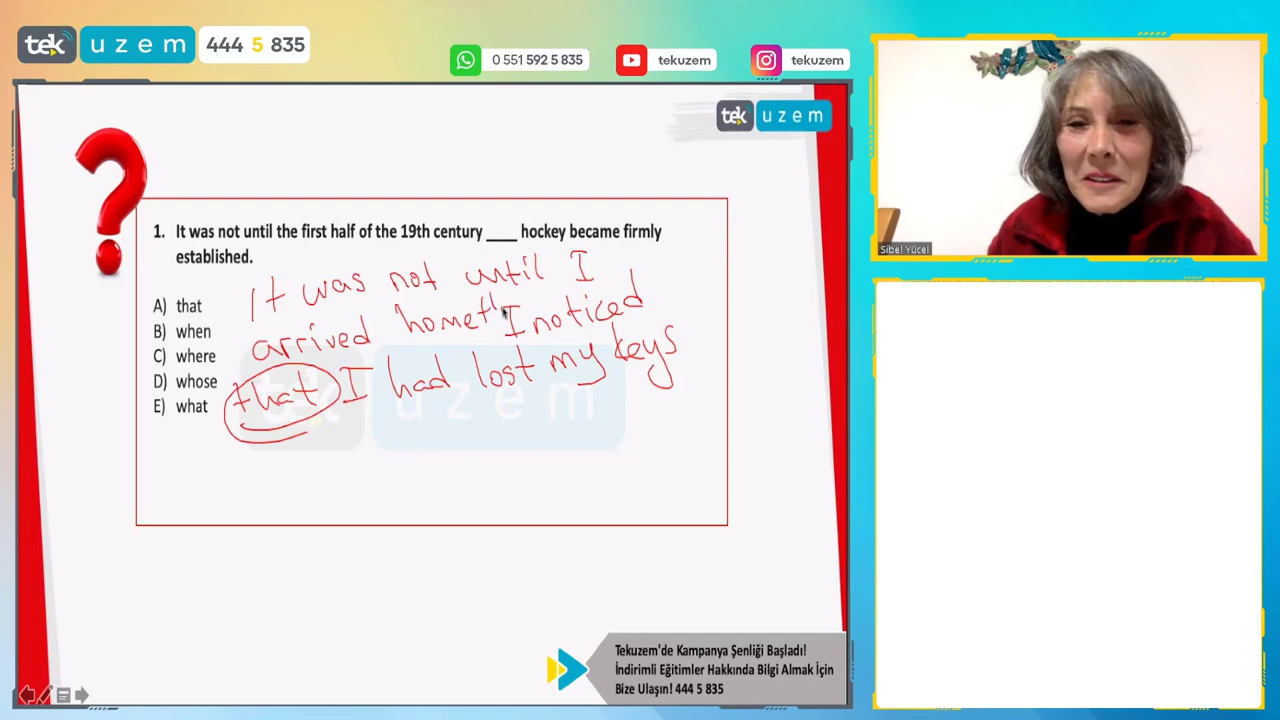 tek uzem 444 5 835
0 551 592 5 835 tekuzem tekuzem
tek uzem
1. It was not until the first half of the 19th century ____ hockey became firmly
established.
A) that
B) when
C) where
D) whose
E) what
It was not until I
arrived home I noticed
that I had lost my keys
tek uzem
Sibel Yücel
Tekuzem'de Kampanya Şenliği Başladı!
İndirimli Eğitimler Hakkında Bilgi Almak İçin
Bize Ulaşın! 444 5 835